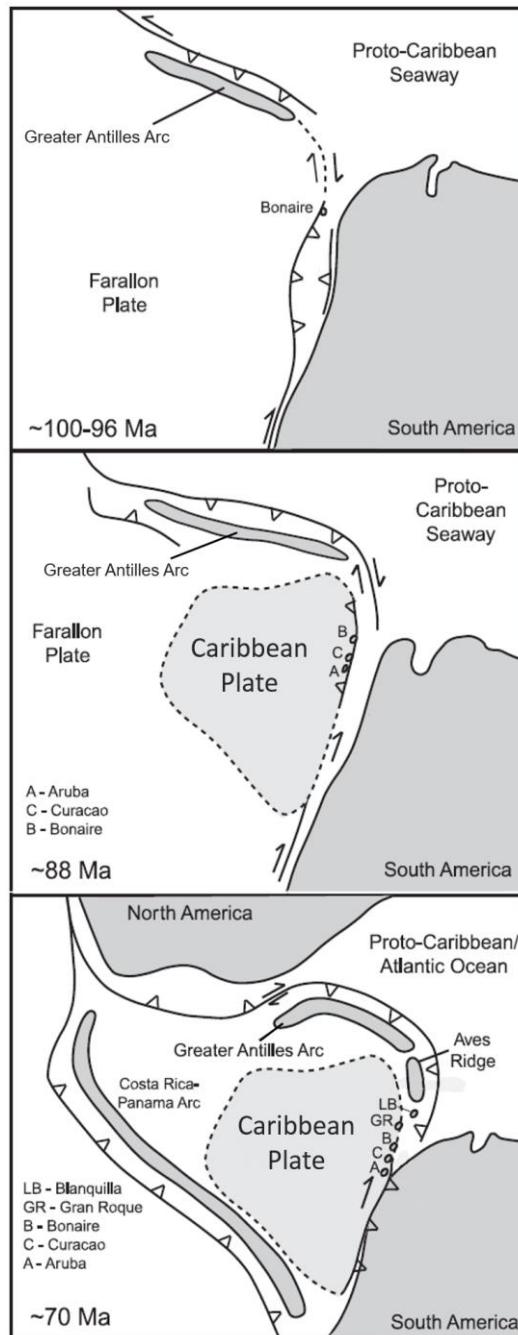 Proto-Caribbean
Seaway
Greater Antilles Arc
Bonaire
Farallon
Plate
~100-96 Ma
South America
Proto-
Caribbean
Seaway
Greater Antilles Arc
Farallon
Plate
Caribbean
Plate
B
C
A
A - Aruba
C - Curacao
B - Bonaire
~88 Ma
South America
North America
Proto-Caribbean/
Atlantic Ocean
Greater Antilles Arc
Aves
Ridge
Costa Rica-
Panama Arc
Caribbean
Plate
LB
GR
B
C
A
LB - Blanquilla
GR - Gran Roque
B - Bonaire
C - Curacao
A - Aruba
~70 Ma
South America